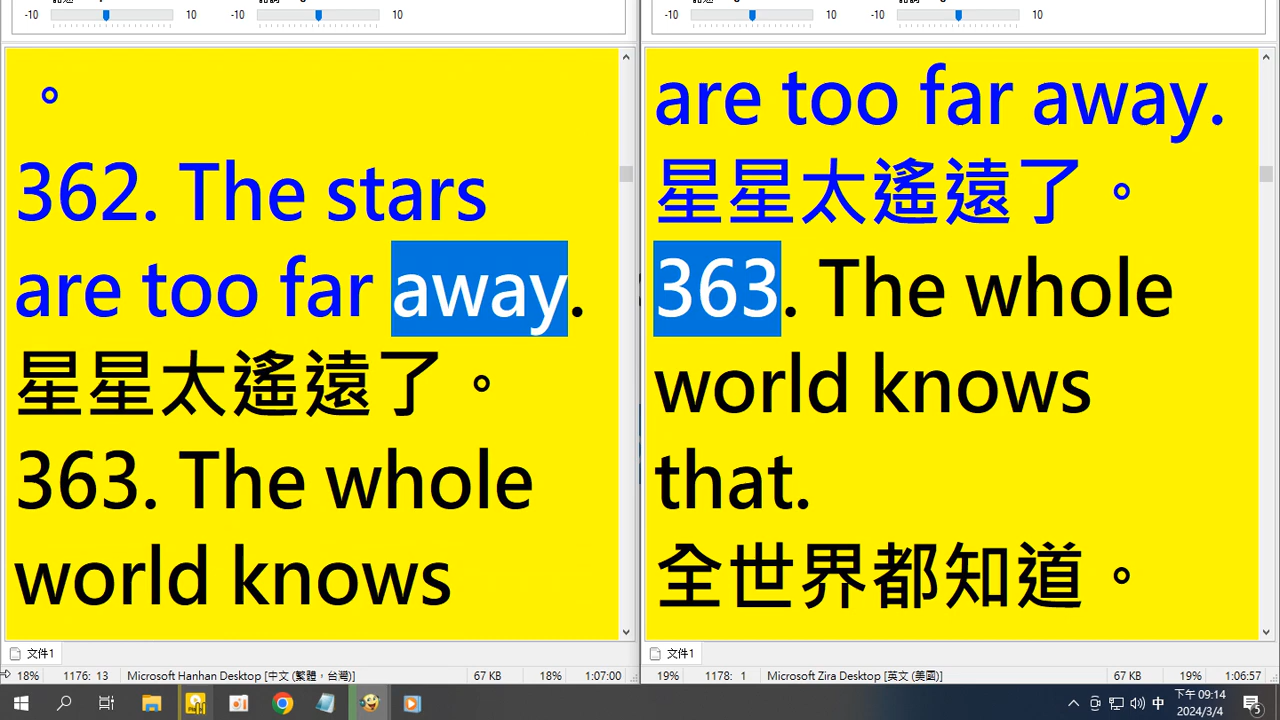 -10 10 -10 10
。
362. The stars
are too far away.
星星太遙遠了。
363. The whole
world knows
文件1
18% 1176: 13 Microsoft Hanhan Desktop [中文 (繁體，台灣)] 67 KB 18% 1:07:00
-10 10 -10 10
are too far away.
星星太遙遠了。
363. The whole
world knows
that.
全世界都知道。
文件1
19% 1178: 1 Microsoft Zira Desktop [英文 (美國)] 67 KB 19% 1:06:57
中
下午 09:14
2024/3/4
5